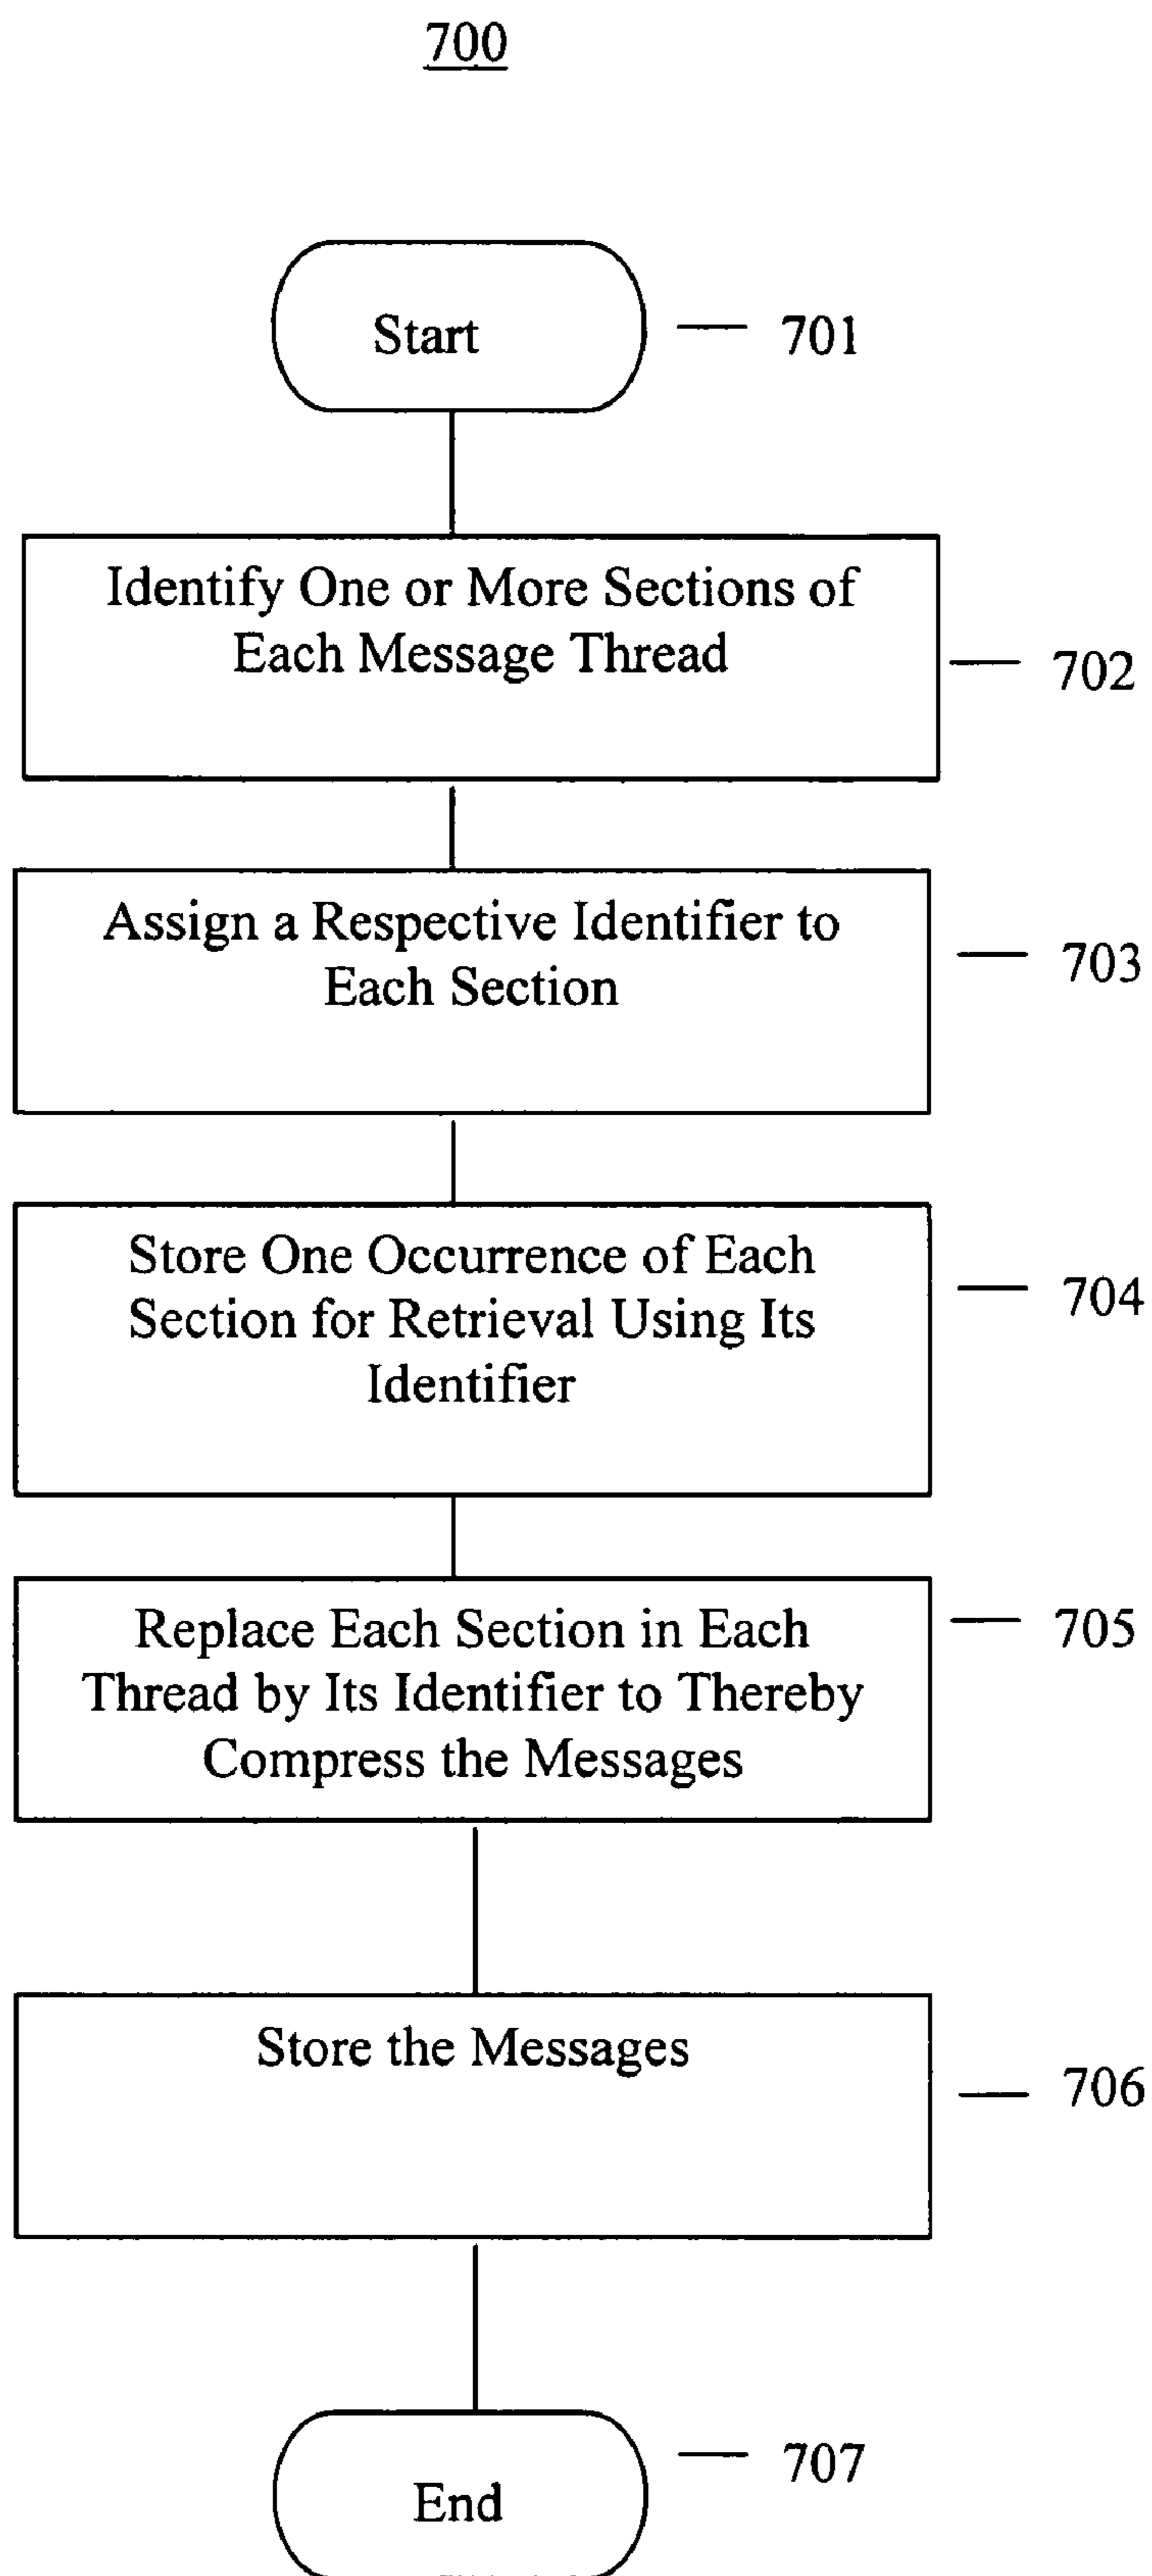 700
Start
701
Identify One or More Sections of
Each Message Thread
702
Assign a Respective Identifier to
Each Section
703
Store One Occurrence of Each
Section for Retrieval Using Its
Identifier
704
Replace Each Section in Each
Thread by Its Identifier to Thereby
Compress the Messages
705
Store the Messages
706
End
707